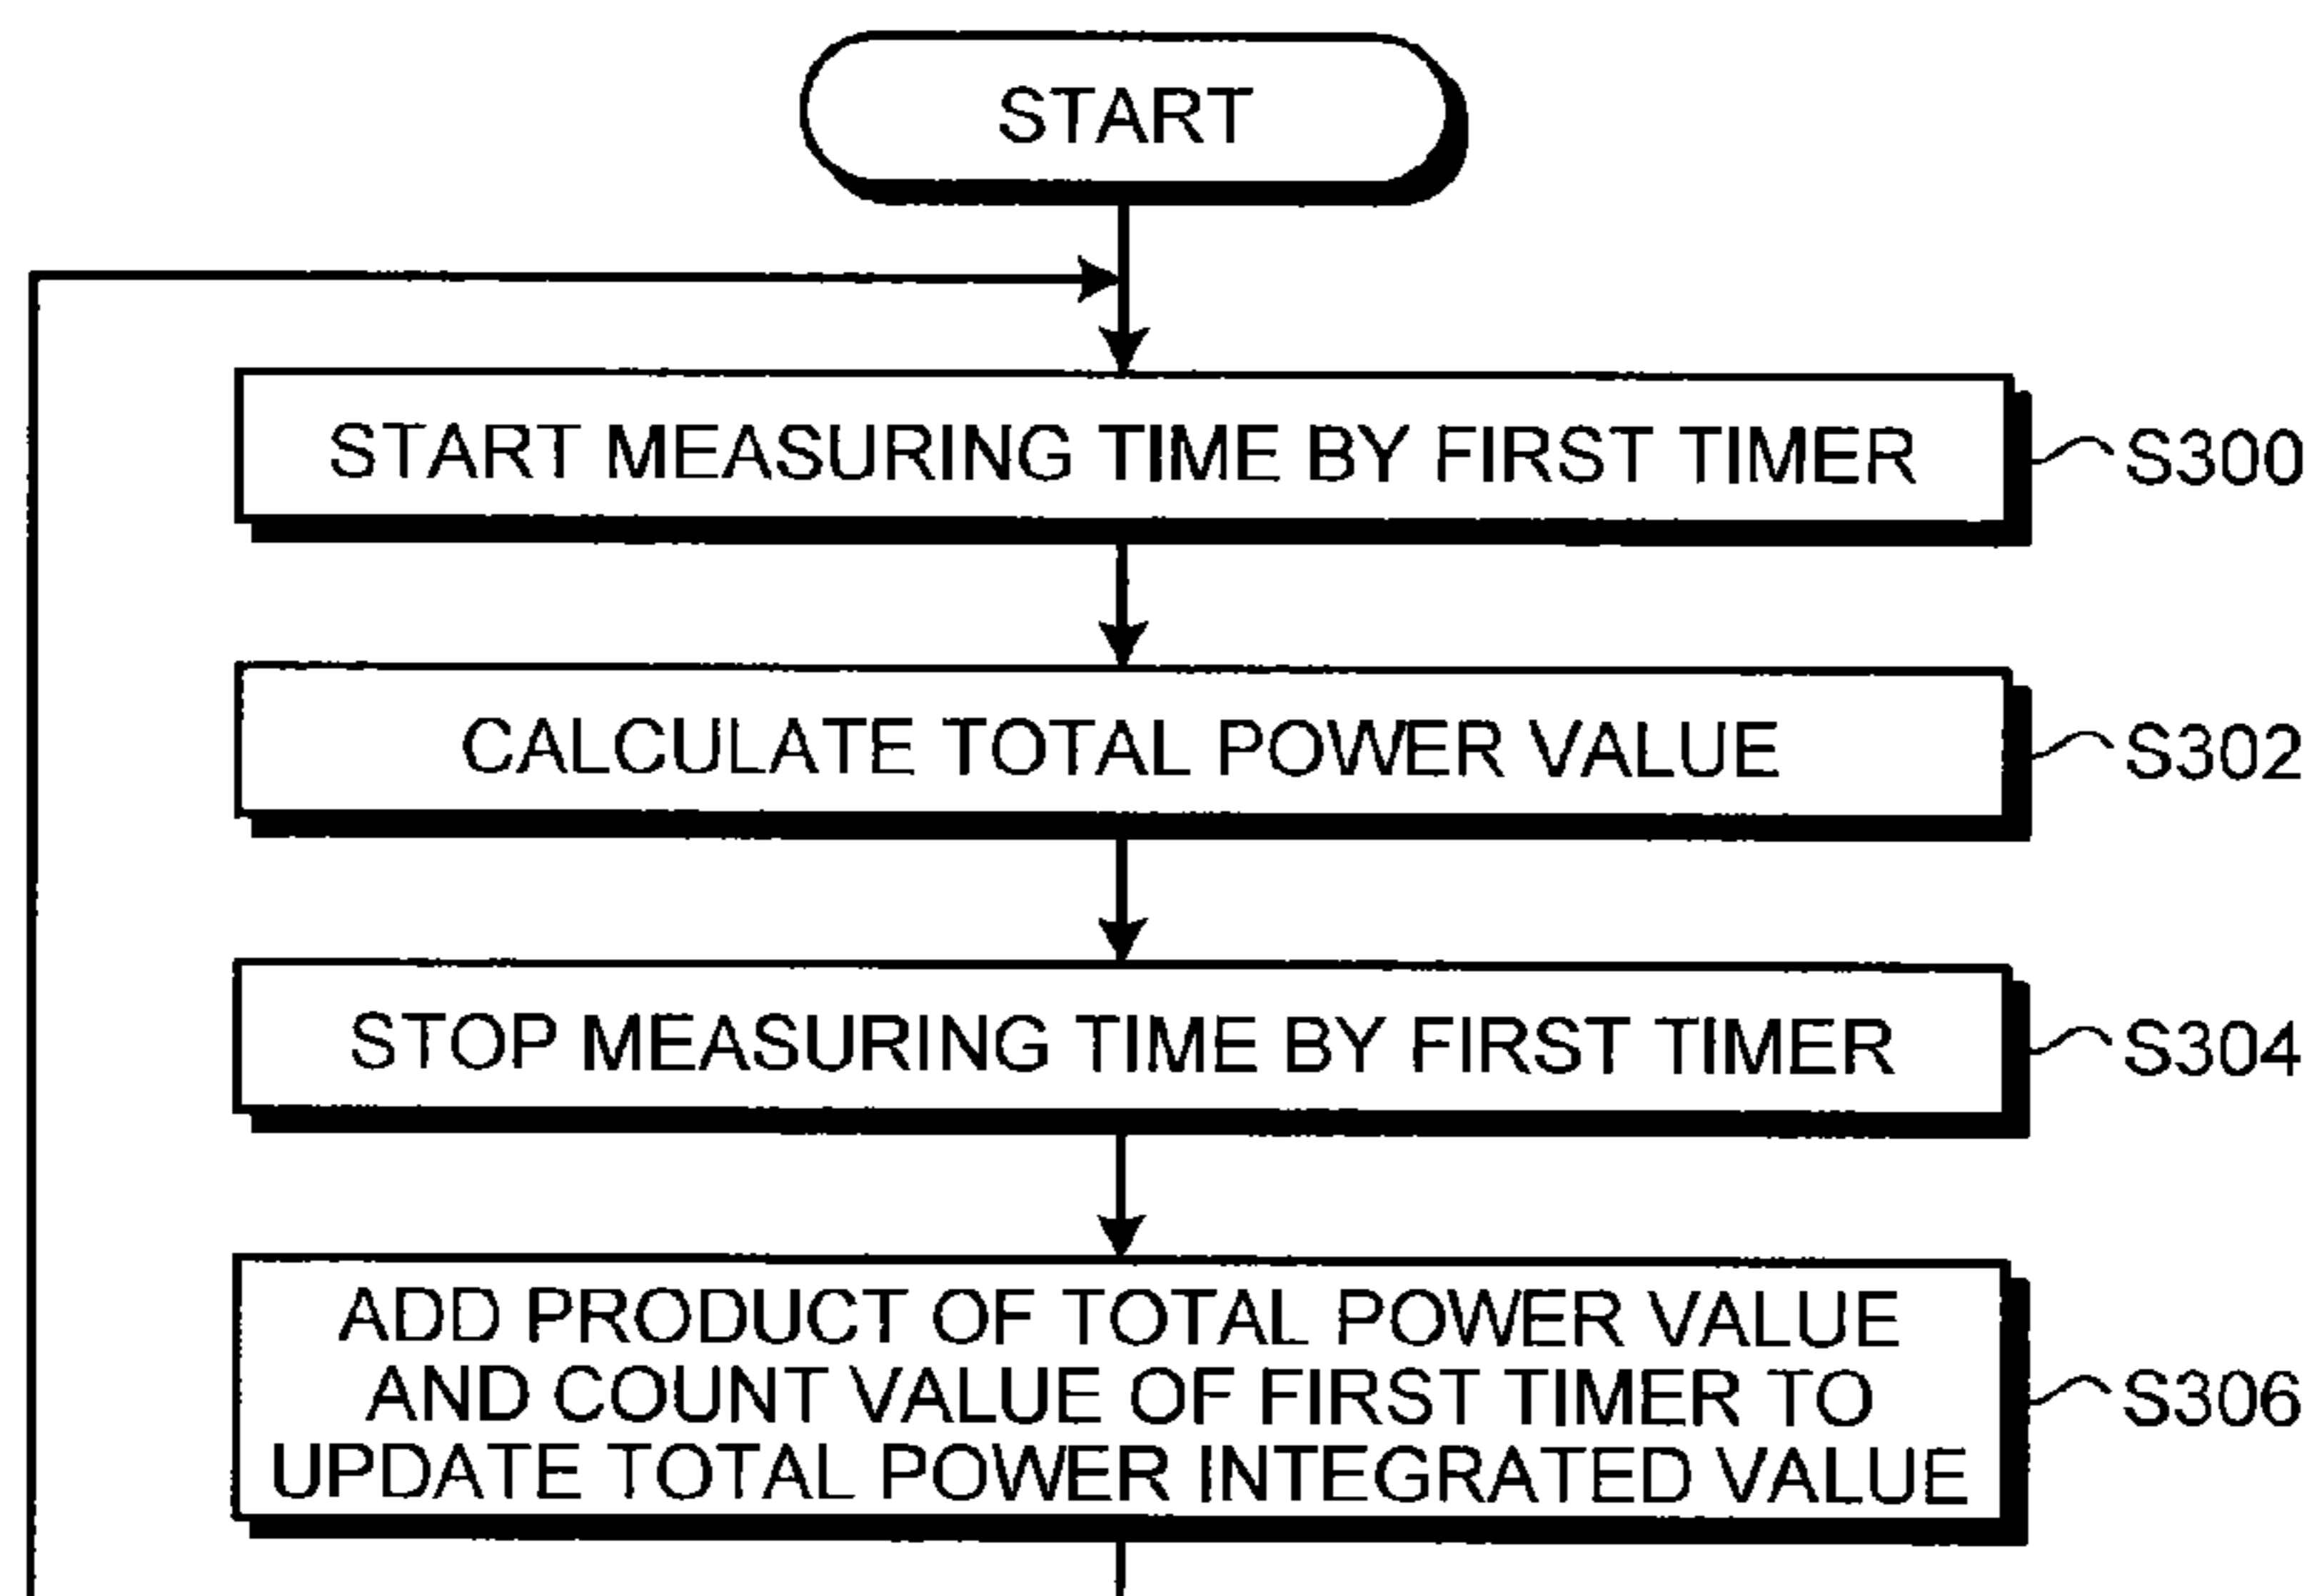 START
START MEASURING TIME BY FIRST TIMER
S300
CALCULATE TOTAL POWER VALUE
S302
STOP MEASURING TIME BY FIRST TIMER
S304
ADD PRODUCT OF TOTAL POWER VALUE
AND COUNT VALUE OF FIRST TIMER TO
UPDATE TOTAL POWER INTEGRATED VALUE
S306